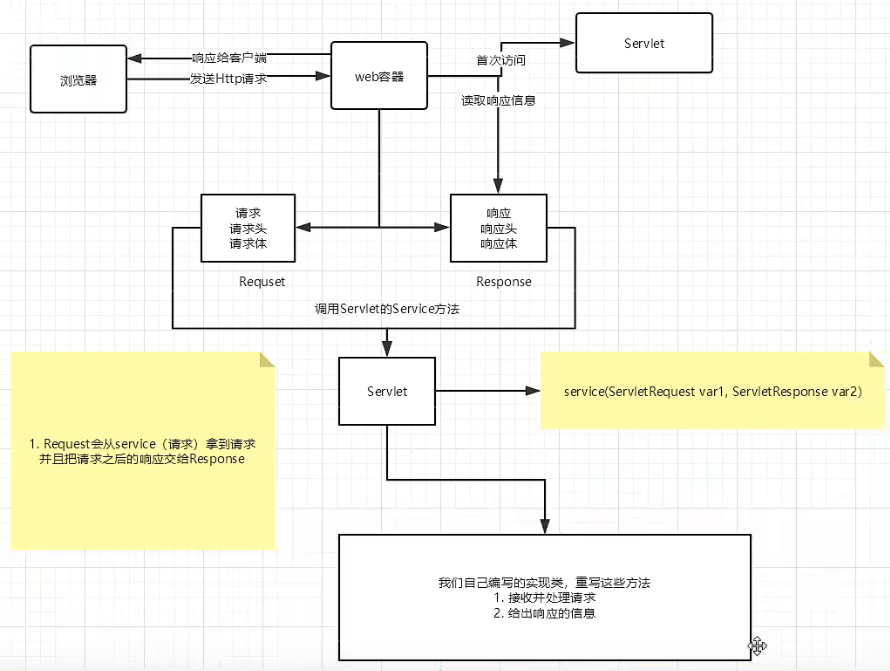 响应给客户端
发送Http请求
浏览器
web容器
首次访问
Servlet
读取响应信息
请求
请求头
请求体
响应
响应头
响应体
Requset
Response
调用Servlet的Service方法
Servlet
service(ServletRequest var1, ServletResponse var2)
1. Request会从service（请求）拿到请求
并且把请求之后的响应交给Response
我们自己编写的实现类，重写这些方法
1. 接收并处理请求
2. 给出响应的信息